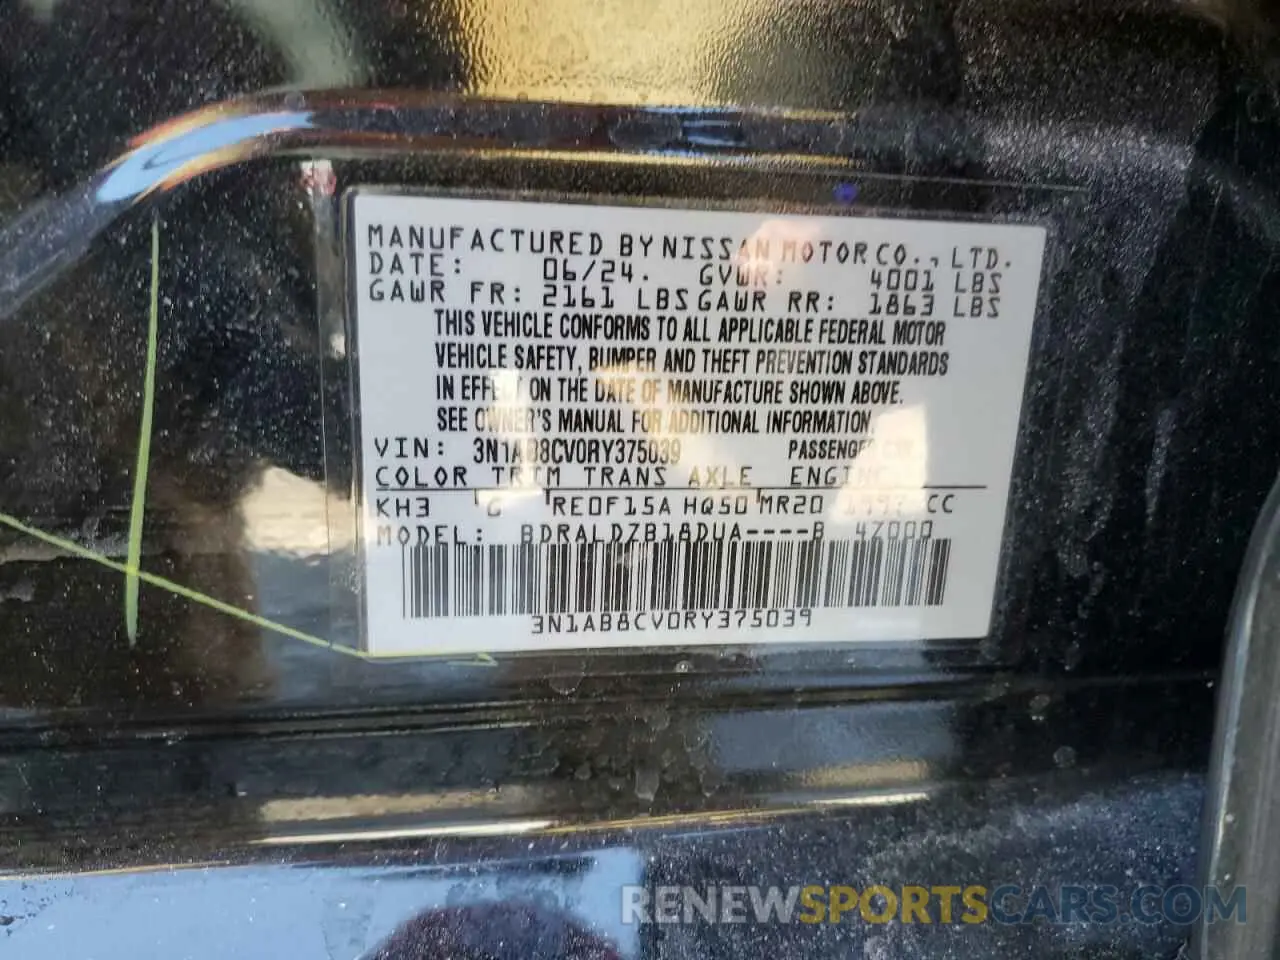 MANUFACTURED BY NISSAN MOTOR CO., LTD.
DATE: 06/24. GVWR: 4001 LBS
GAWR FR: 2161 LBS GAWR RR: 1863 LBS
THIS VEHICLE CONFORMS TO ALL APPLICABLE FEDERAL MOTOR
VEHICLE SAFETY, BUMPER AND THEFT PREVENTION STANDARDS
IN EFFECT ON THE DATE OF MANUFACTURE SHOWN ABOVE.
SEE OWNER'S MANUAL FOR ADDITIONAL INFORMATION.
VIN: 3N1AB8CV0RY375039 PASSENGER CAR
COLOR TRIM TRANS AXLE ENGINE
KH3 G RE0F15A HQ50 MR20 1997 CC
MODEL: BDRALDZB18DUA----B 4Z000
3N1AB8CV0RY375039
RENEWSPORTSCARS.COM